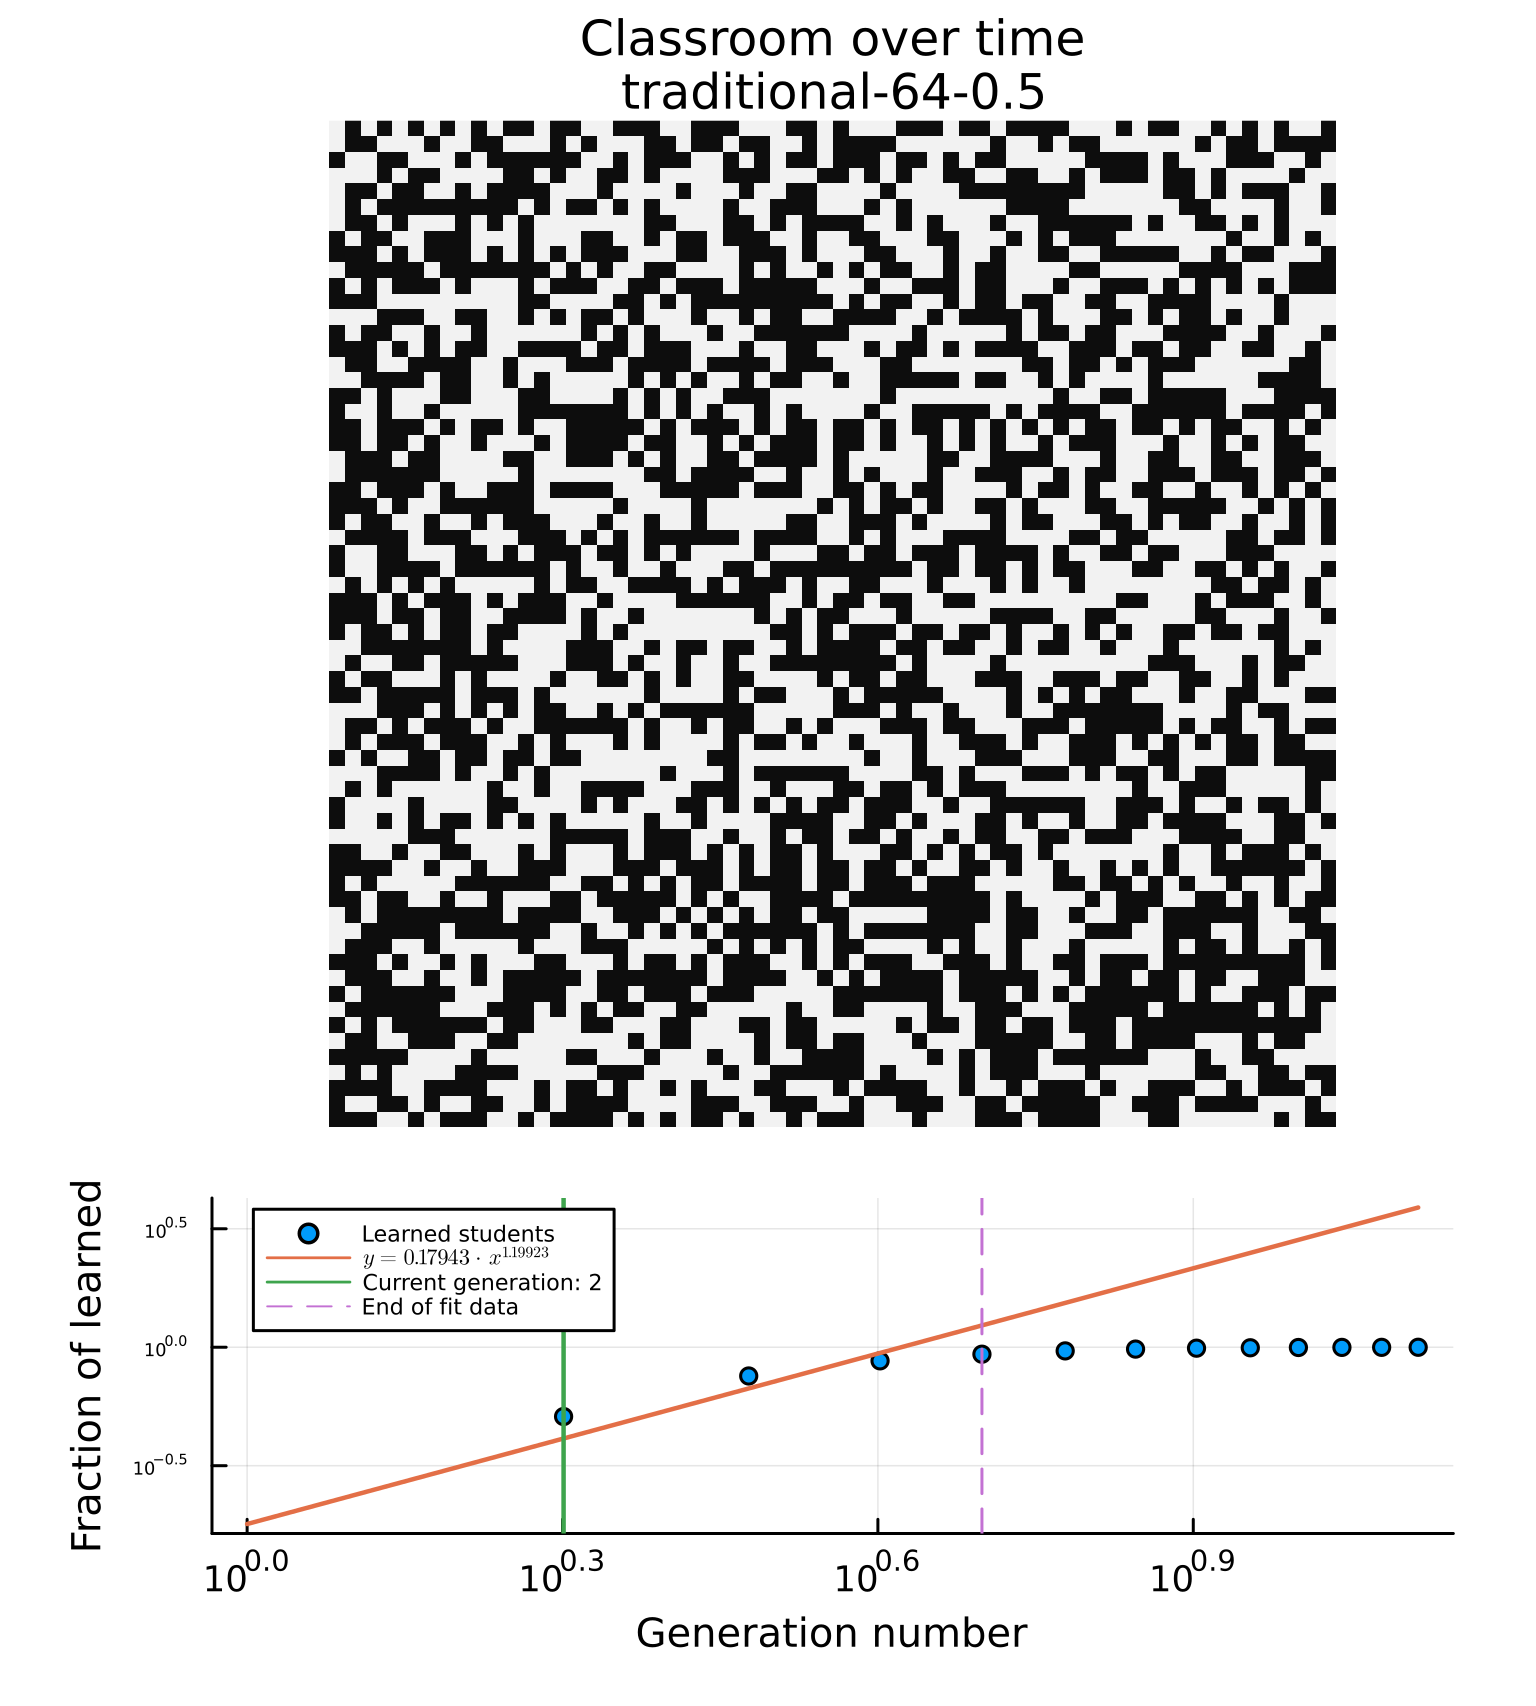 Classroom over time
traditional-64-0.5
Fraction of learned
10^0.5
10^0.0
10^−0.5
Learned students
y = 0.17943 · x^1.19923
Current generation: 2
End of fit data
10^0.0 10^0.3 10^0.6 10^0.9
Generation number